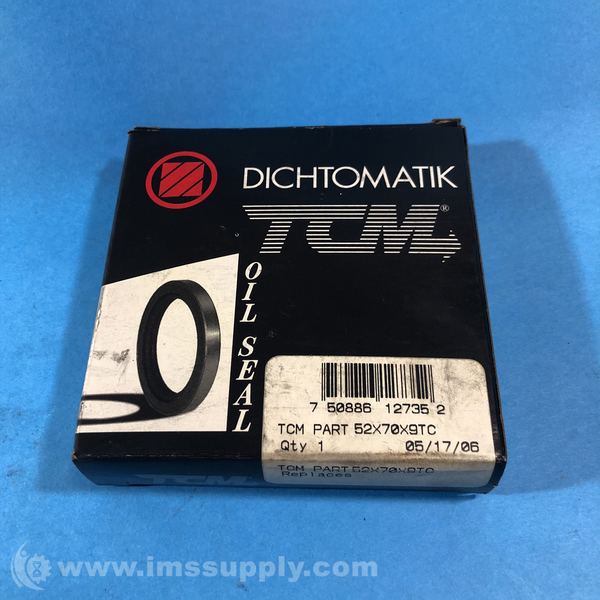 DICHTOMATIK
TCM®
OIL SEAL
7 50886 12735 2
TCM PART 52X70X9TC
Qty 1 05/17/06
TCM PART 52X70X9TC
Replaces
TCM
www.imssupply.com